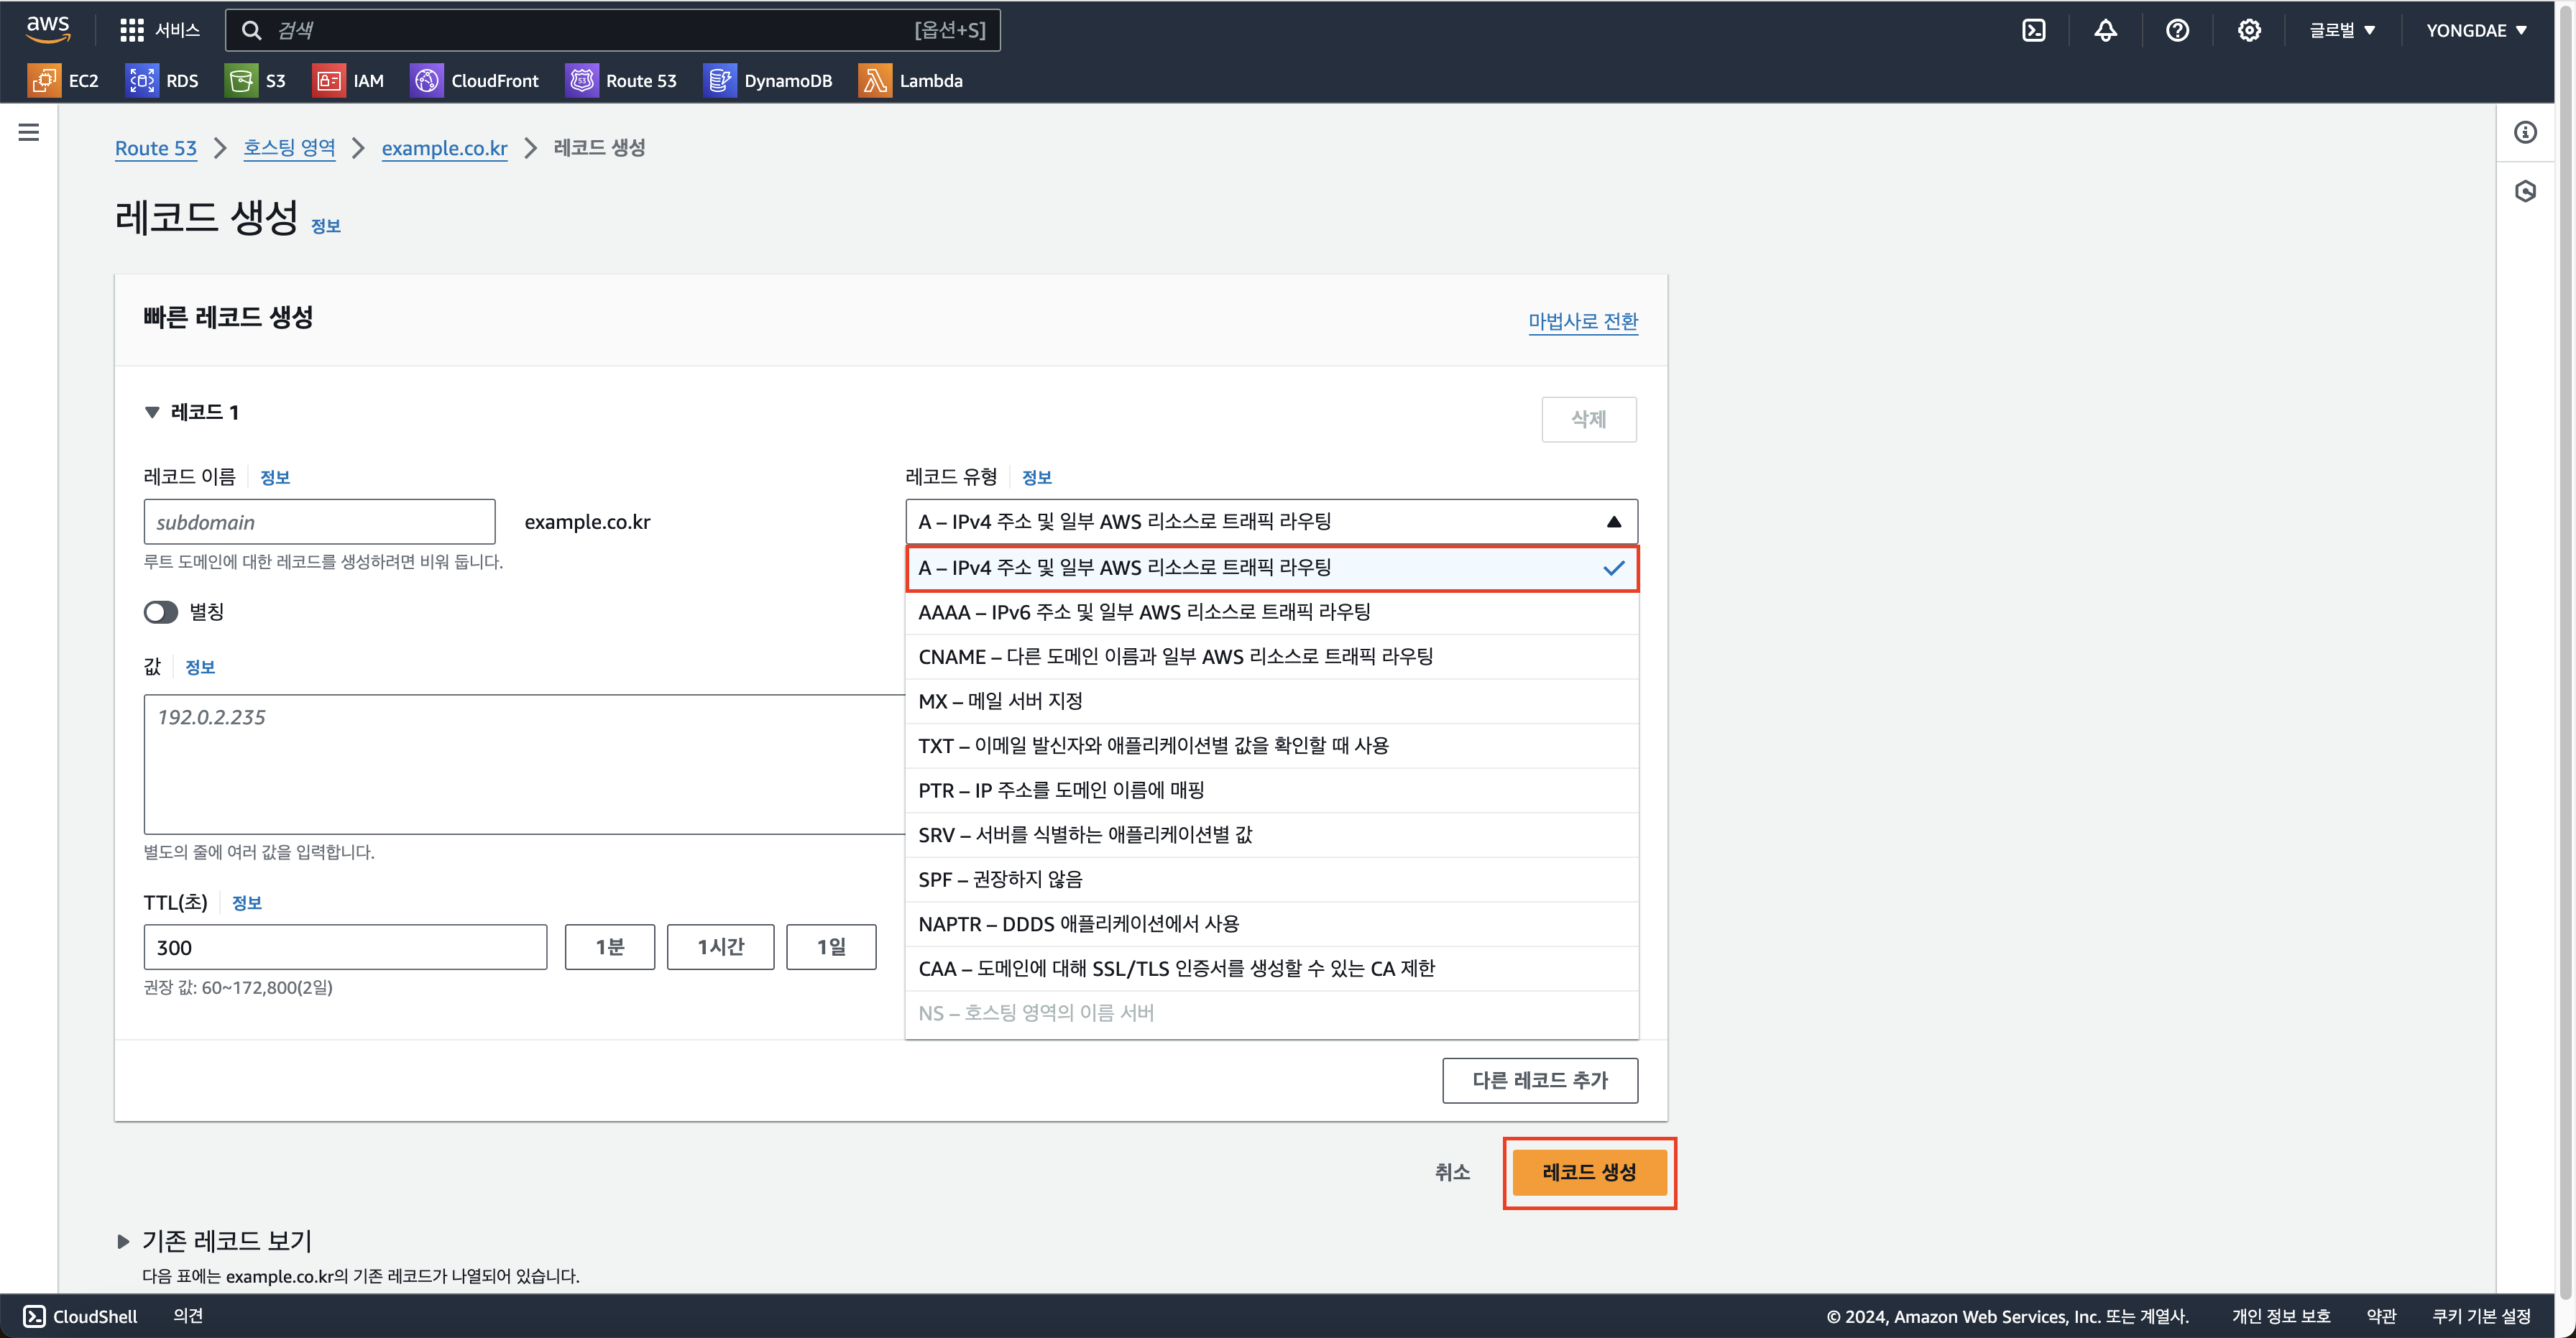 aws
서비스
검색
[옵션+S]
글로벌
YONGDAE
EC2
RDS
S3
IAM
CloudFront
Route 53
DynamoDB
Lambda
Route 53
호스팅 영역
example.co.kr
레코드 생성
레코드 생성 정보
빠른 레코드 생성
마법사로 전환
레코드 1
삭제
레코드 이름
정보
레코드 유형
정보
subdomain
example.co.kr
A – IPv4 주소 및 일부 AWS 리소스로 트래픽 라우팅
루트 도메인에 대한 레코드를 생성하려면 비워 둡니다.
A – IPv4 주소 및 일부 AWS 리소스로 트래픽 라우팅
AAAA – IPv6 주소 및 일부 AWS 리소스로 트래픽 라우팅
CNAME – 다른 도메인 이름과 일부 AWS 리소스로 트래픽 라우팅
MX – 메일 서버 지정
TXT – 이메일 발신자와 애플리케이션별 값을 확인할 때 사용
PTR – IP 주소를 도메인 이름에 매핑
SRV – 서버를 식별하는 애플리케이션별 값
SPF – 권장하지 않음
NAPTR – DDDS 애플리케이션에서 사용
CAA – 도메인에 대해 SSL/TLS 인증서를 생성할 수 있는 CA 제한
NS – 호스팅 영역의 이름 서버
별칭
값
정보
192.0.2.235
별도의 줄에 여러 값을 입력합니다.
TTL(초)
정보
300
1분
1시간
1일
권장 값: 60~172,800(2일)
다른 레코드 추가
취소
레코드 생성
기존 레코드 보기
다음 표에는 example.co.kr의 기존 레코드가 나열되어 있습니다.
CloudShell
의견
© 2024, Amazon Web Services, Inc. 또는 계열사.
개인 정보 보호
약관
쿠키 기본 설정